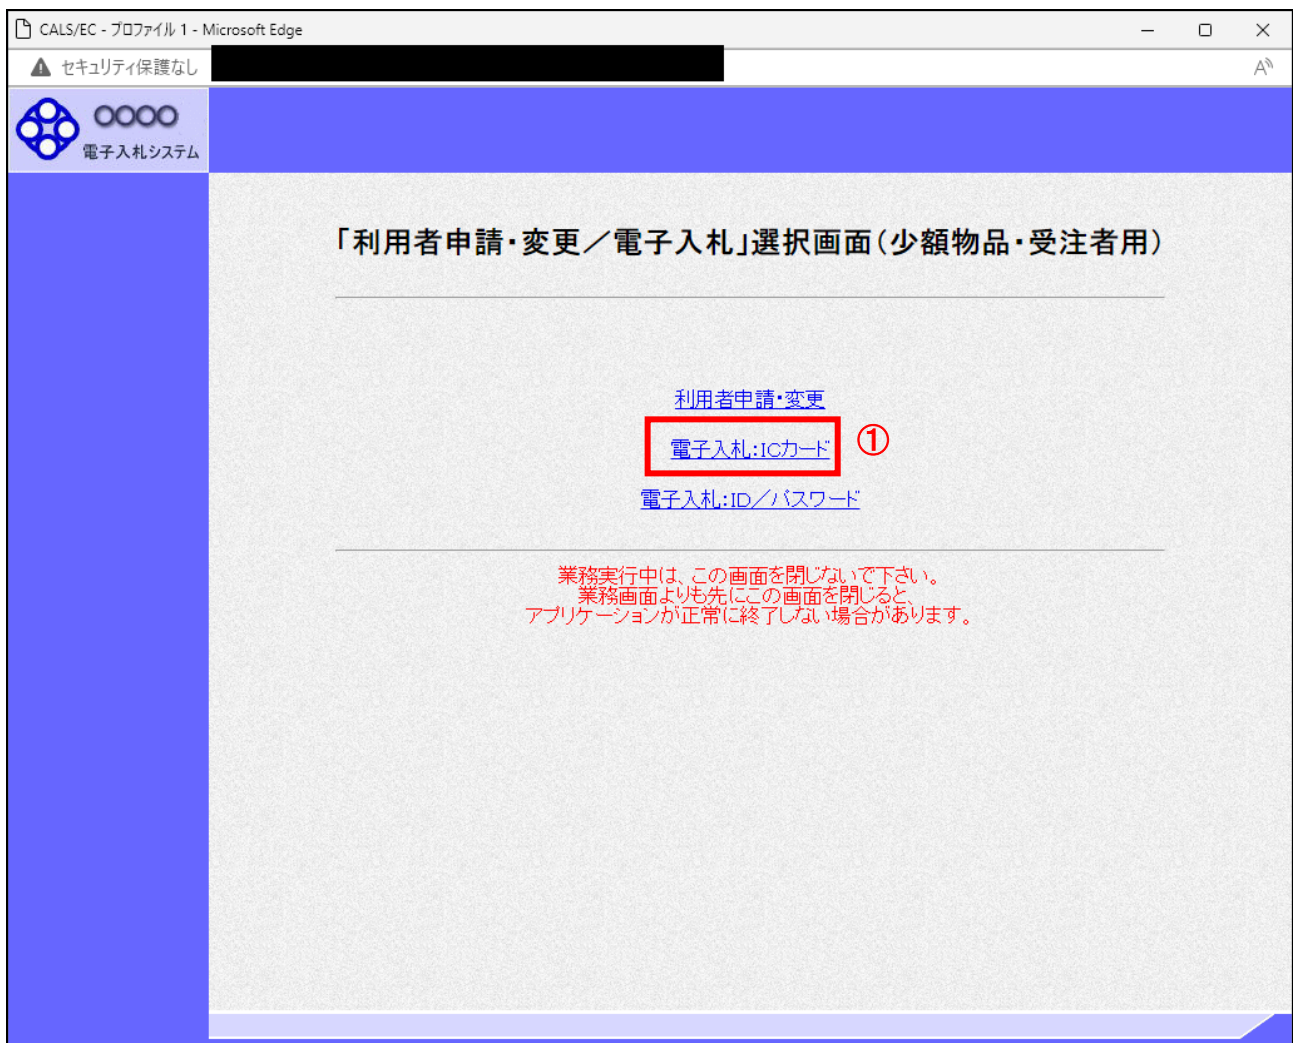 CALS/EC - プロファイル 1 - Microsoft Edge
セキュリティ保護なし
A
○○○○
電子入札システム
「利用者申請・変更／電子入札」選択画面(少額物品・受注者用)
利用者申請・変更
電子入札:ICカード
①
電子入札:ID／パスワード
業務実行中は、この画面を閉じないで下さい。
業務画面よりも先にこの画面を閉じると、
アプリケーションが正常に終了しない場合があります。